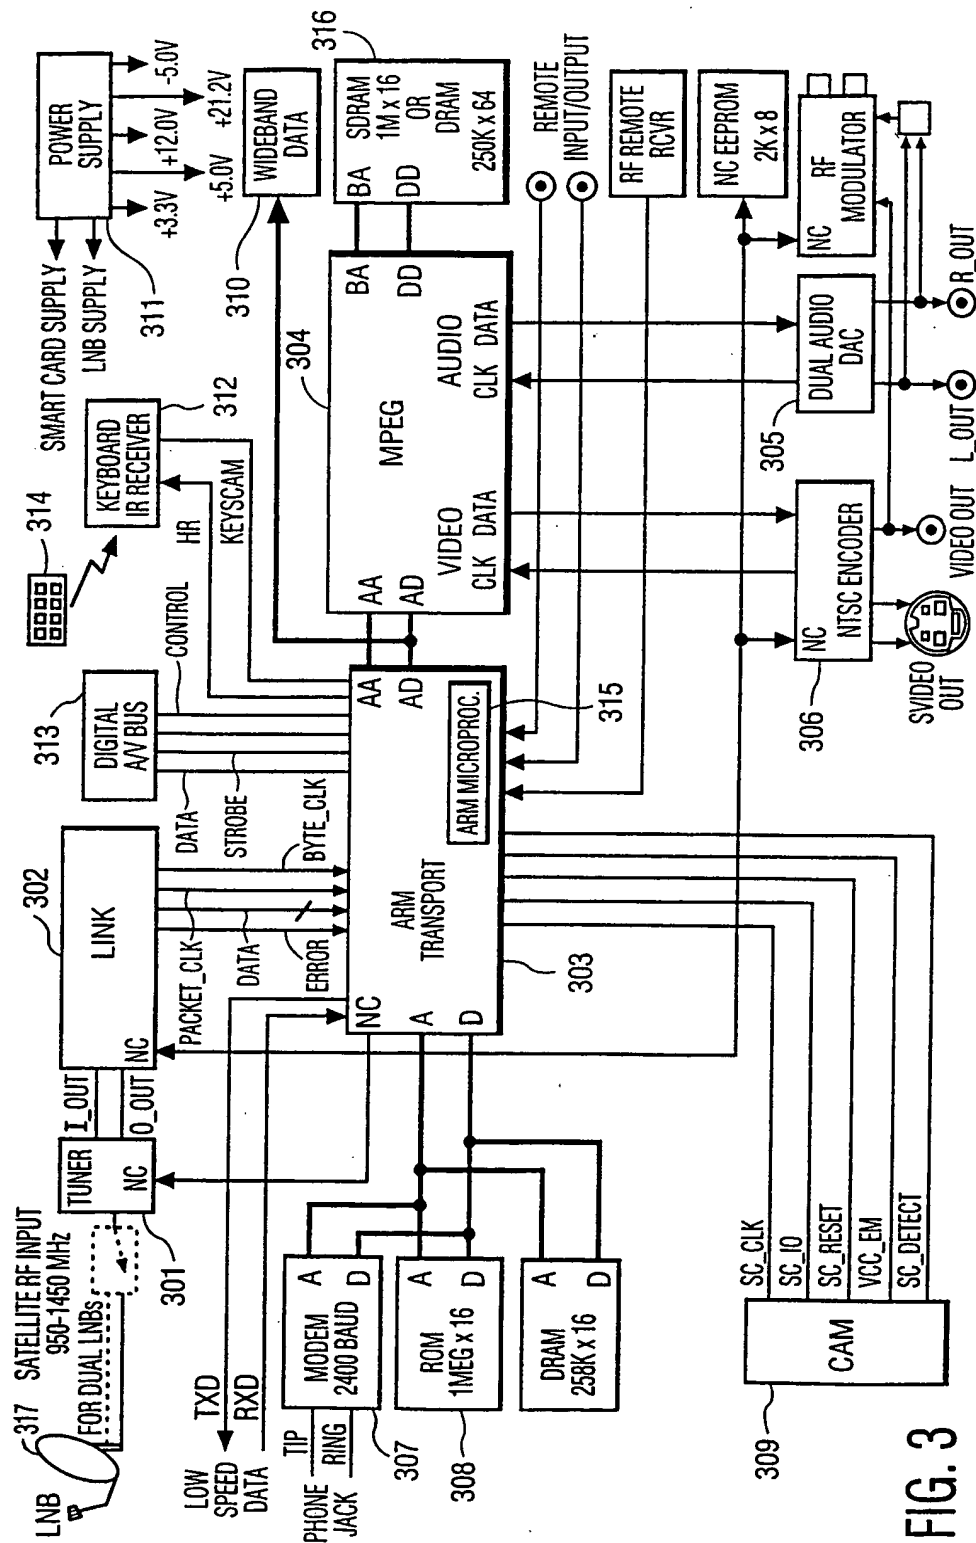 LNB
317
SATELLITE RF INPUT
950-1450 MHz
FOR DUAL LNBs
301
TUNER
NC
I_OUT
O_OUT
302
LINK
NC
PACKET_CLK
DATA
ERROR
BYTE_CLK
313
DIGITAL
A/V BUS
DATA
STROBE
CONTROL
314
HR
KEYSCAM
KEYBOARD
IR RECEIVER
312
SMART CARD SUPPLY
LNB SUPPLY
311
POWER
SUPPLY
+3.3V
+5.0V
+12.0V
+21.2V
-5.0V
310
WIDEBAND
DATA
LOW
SPEED
DATA
TXD
RXD
NC
A
D
ARM
TRANSPORT
303
ARM MICROPROC.
315
AA
AD
AA
AD
304
MPEG
VIDEO
CLK DATA
AUDIO
CLK DATA
BA
DD
BA
DD
SDRAM
1M x 16
OR
DRAM
250K x 64
316
REMOTE
INPUT/OUTPUT
RF REMOTE
RCVR
NC EEPROM
2K x 8
NC
RF
MODULATOR
305
DUAL AUDIO
DAC
306
NC
NTSC ENCODER
SVIDEO
OUT
VIDEO OUT
L_OUT
R_OUT
PHONE
JACK
TIP
RING
MODEM
2400 BAUD
A
D
307
ROM
1MEG x 16
A
D
308
DRAM
258K x 16
A
D
SC_CLK
SC_IO
SC_RESET
VCC_EM
SC_DETECT
CAM
309
FIG. 3